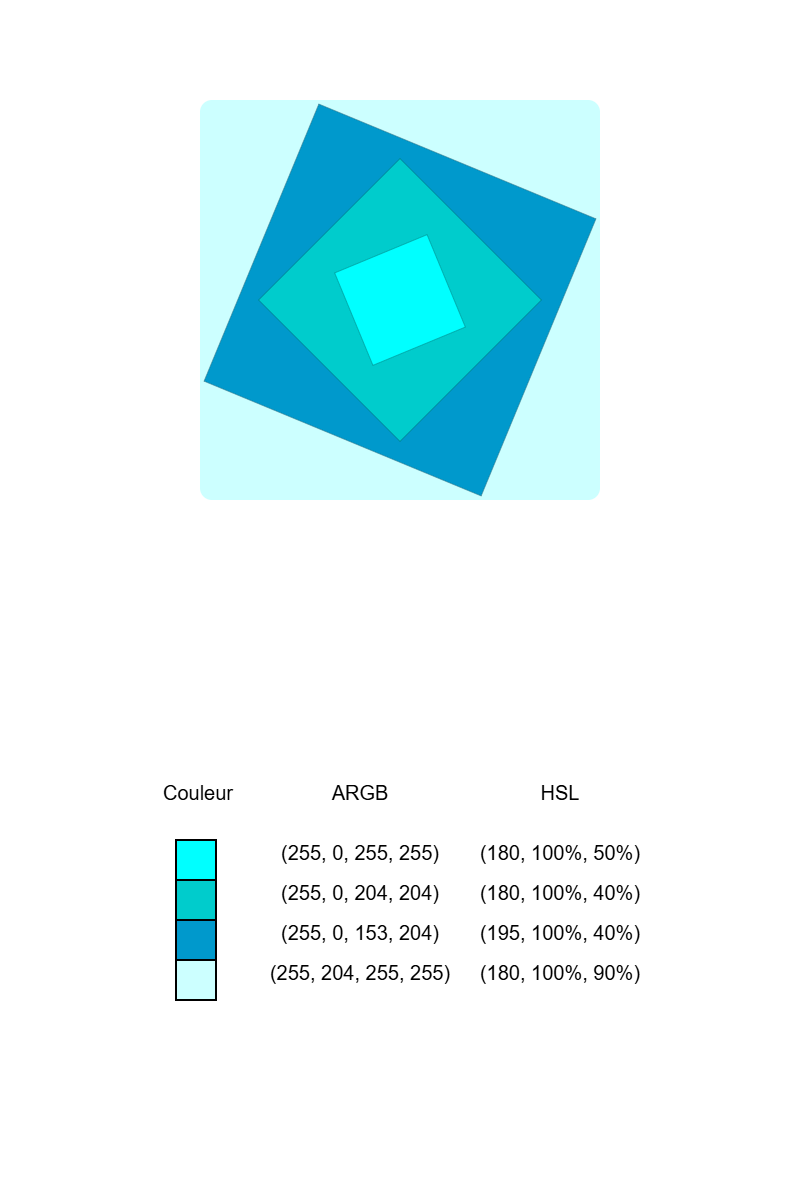 Couleur ARGB HSL
(255, 0, 255, 255) (180, 100%, 50%)
(255, 0, 204, 204) (180, 100%, 40%)
(255, 0, 153, 204) (195, 100%, 40%)
(255, 204, 255, 255) (180, 100%, 90%)